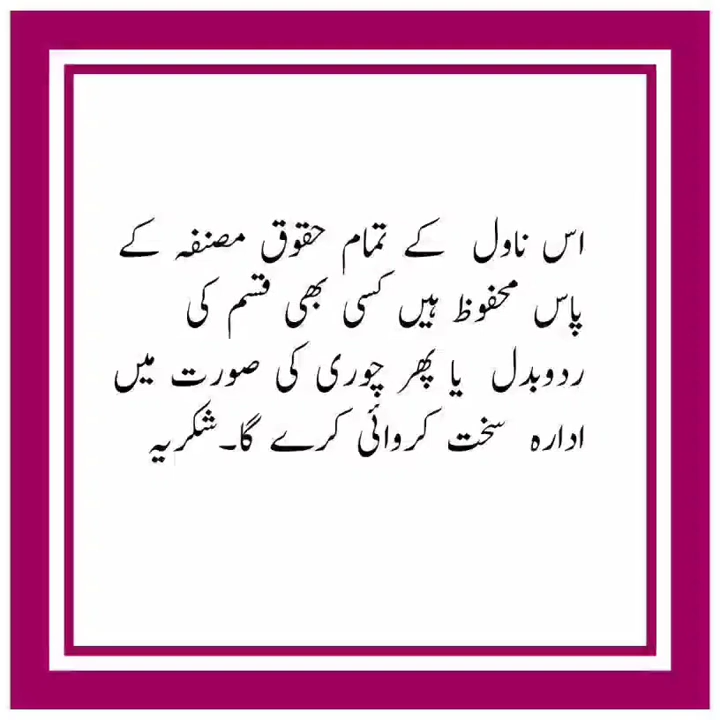 اس ناول کے تمام حقوق مصنفہ کے
پاس محفوظ ہیں کسی بھی قسم کی
ردوبدل یا پھر چوری کی صورت میں
ادارہ سخت کروائی کرے گا۔شکریہ